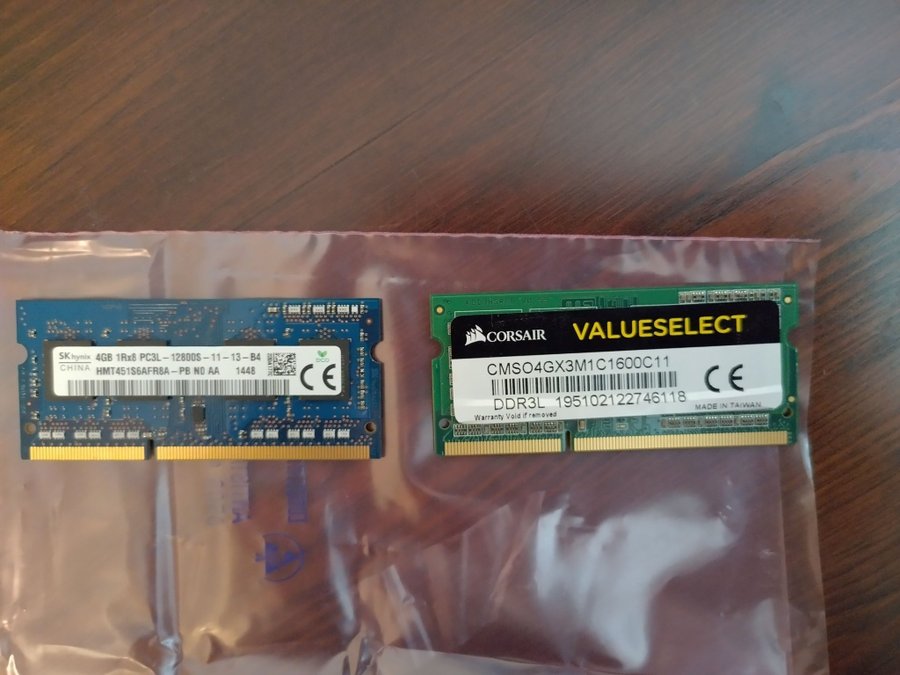 SK hynix
CHINA
4GB 1Rx8 PC3L-12800S-11-13-B4
HMT451S6AFR8A-PB N0 AA 1448
CE
CORSAIR
VALUESELECT
CMSO4GX3M1C1600C11
DDR3L 195102122746118
CE
Warranty Void if removed
MADE IN TAIWAN